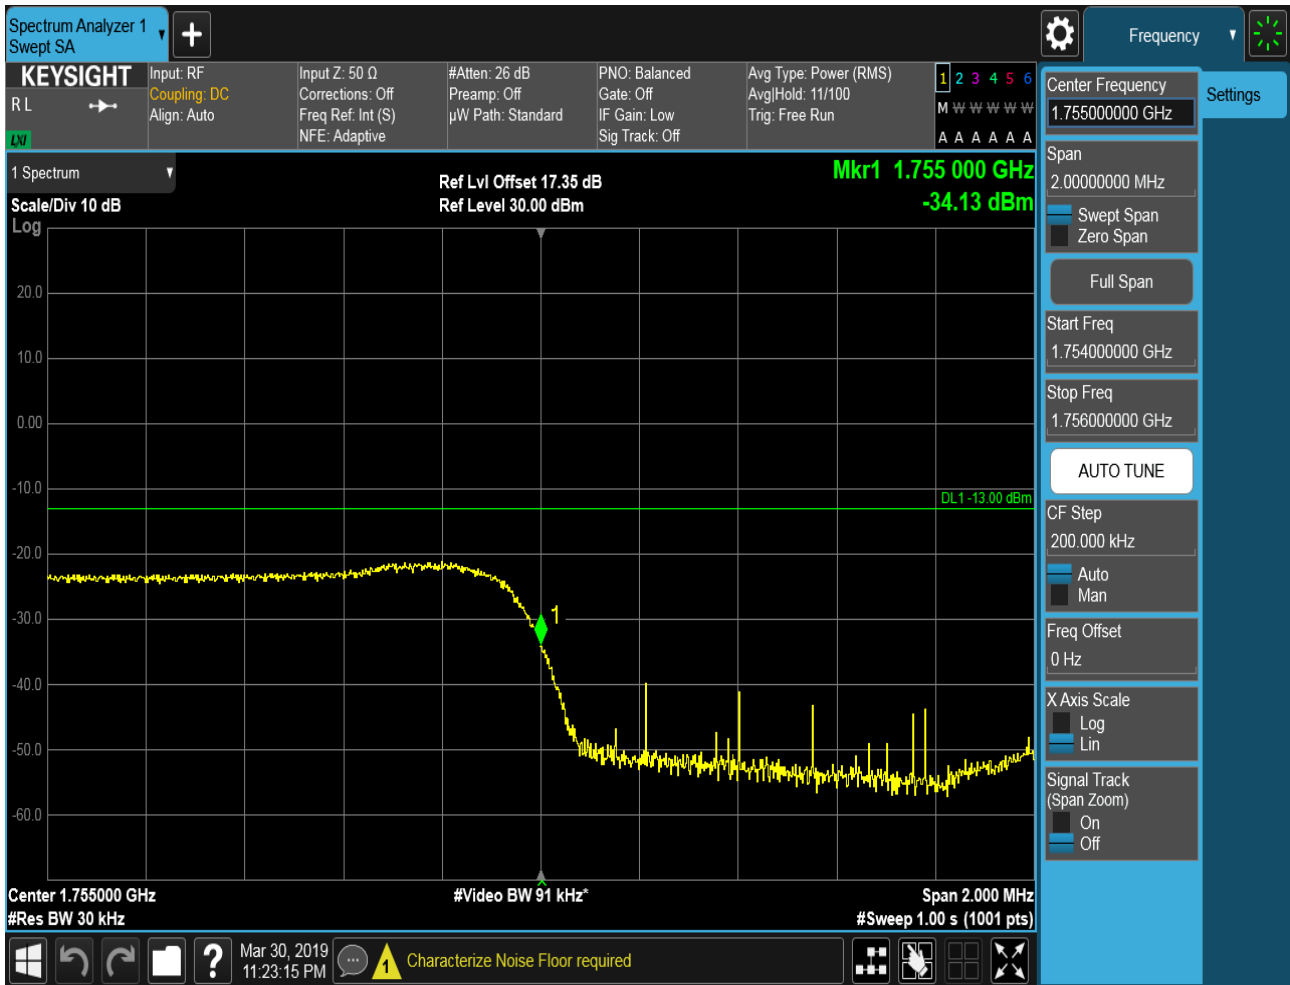 Spectrum Analyzer 1
Swept SA
Frequency
KEYSIGHT
R L
LXI
Input: RF
Coupling: DC
Align: Auto
Input Z: 50 Ω
Corrections: Off
Freq Ref: Int (S)
NFE: Adaptive
#Atten: 26 dB
Preamp: Off
µW Path: Standard
PNO: Balanced
Gate: Off
IF Gain: Low
Sig Track: Off
Avg Type: Power (RMS)
Avg|Hold: 11/100
Trig: Free Run
1 2 3 4 5 6
M W W W W W
A A A A A A
1 Spectrum
Scale/Div 10 dB
Log
Ref Lvl Offset 17.35 dB
Ref Level 30.00 dBm
Mkr1 1.755 000 GHz
-34.13 dBm
20.0
10.0
0.00
-10.0
DL1 -13.00 dBm
-20.0
-30.0
1
-40.0
-50.0
-60.0
Center 1.755000 GHz
#Video BW 91 kHz*
Span 2.000 MHz
#Res BW 30 kHz
#Sweep 1.00 s (1001 pts)
?
Mar 30, 2019
11:23:15 PM
1
Characterize Noise Floor required
Center Frequency
1.755000000 GHz
Settings
Span
2.00000000 MHz
Swept Span
Zero Span
Full Span
Start Freq
1.754000000 GHz
Stop Freq
1.756000000 GHz
AUTO TUNE
CF Step
200.000 kHz
Auto
Man
Freq Offset
0 Hz
X Axis Scale
Log
Lin
Signal Track
(Span Zoom)
On
Off